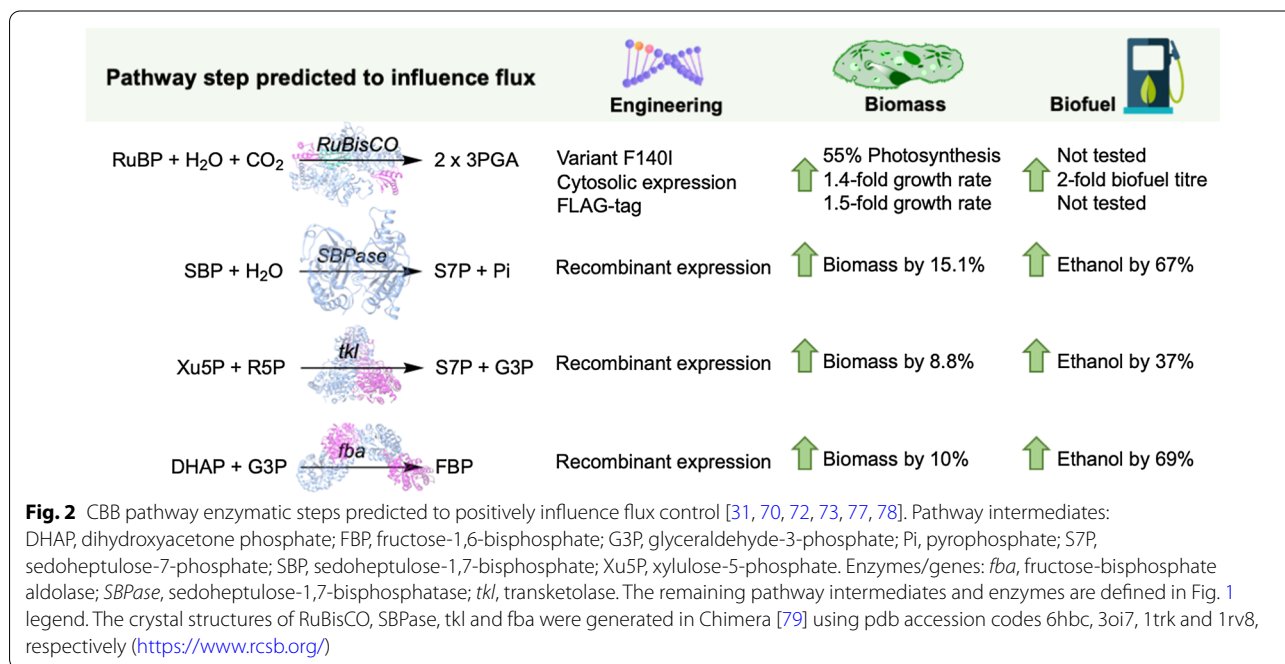 Pathway step predicted to influence flux
Engineering
Biomass
Biofuel
RuBP + H₂O + CO₂
RuBisCO
2 x 3PGA
Variant F140I
Cytosolic expression
FLAG-tag
55% Photosynthesis
1.4-fold growth rate
1.5-fold growth rate
Not tested
2-fold biofuel titre
Not tested
SBP + H₂O
SBPase
S7P + Pi
Recombinant expression
Biomass by 15.1%
Ethanol by 67%
Xu5P + R5P
tkl
S7P + G3P
Recombinant expression
Biomass by 8.8%
Ethanol by 37%
DHAP + G3P
fba
FBP
Recombinant expression
Biomass by 10%
Ethanol by 69%
Fig. 2 CBB pathway enzymatic steps predicted to positively influence flux control [31, 70, 72, 73, 77, 78]. Pathway intermediates:
DHAP, dihydroxyacetone phosphate; FBP, fructose-1,6-bisphosphate; G3P, glyceraldehyde-3-phosphate; Pi, pyrophosphate; S7P,
sedoheptulose-7-phosphate; SBP, sedoheptulose-1,7-bisphosphate; Xu5P, xylulose-5-phosphate. Enzymes/genes: fba, fructose-bisphosphate
aldolase; SBPase, sedoheptulose-1,7-bisphosphatase; tkl, transketolase. The remaining pathway intermediates and enzymes are defined in Fig. 1
legend. The crystal structures of RuBisCO, SBPase, tkl and fba were generated in Chimera [79] using pdb accession codes 6hbc, 3oi7, 1trk and 1rv8,
respectively (https://www.rcsb.org/)